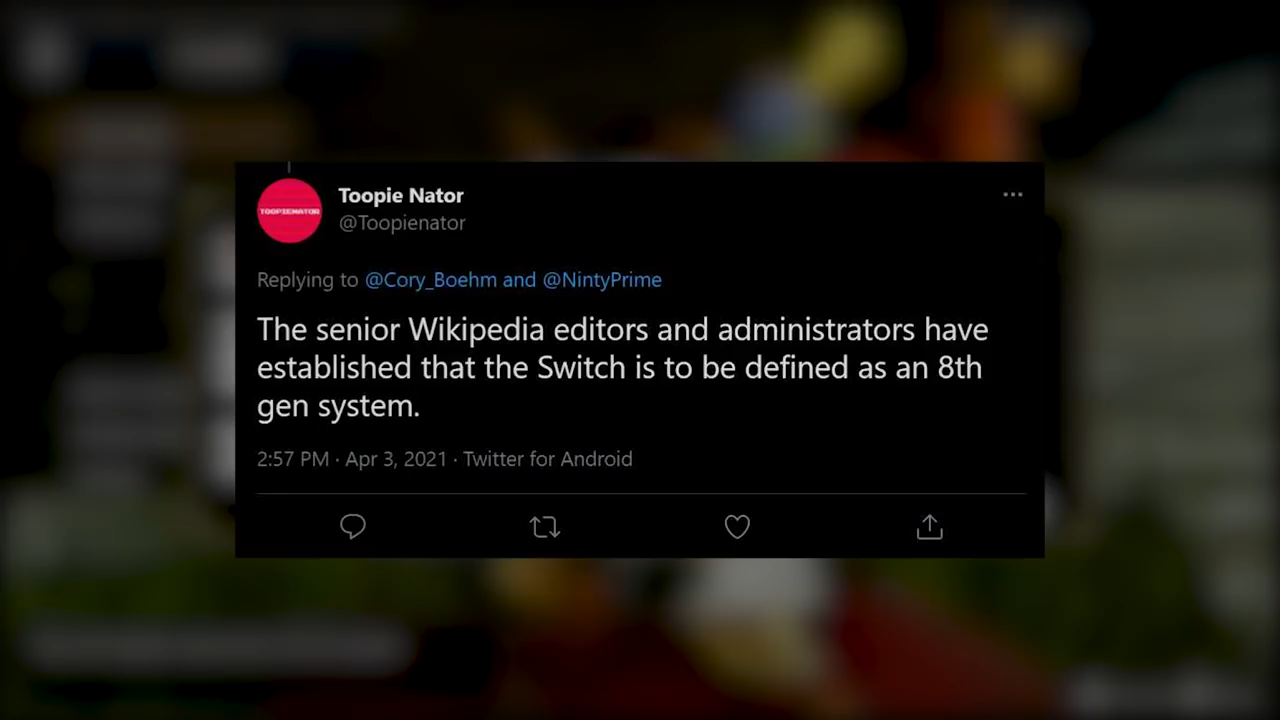 TOOPIENATOR
Toopie Nator
@Toopienator
Replying to @Cory_Boehm and @NintyPrime
The senior Wikipedia editors and administrators have
established that the Switch is to be defined as an 8th
gen system.
2:57 PM · Apr 3, 2021 · Twitter for Android